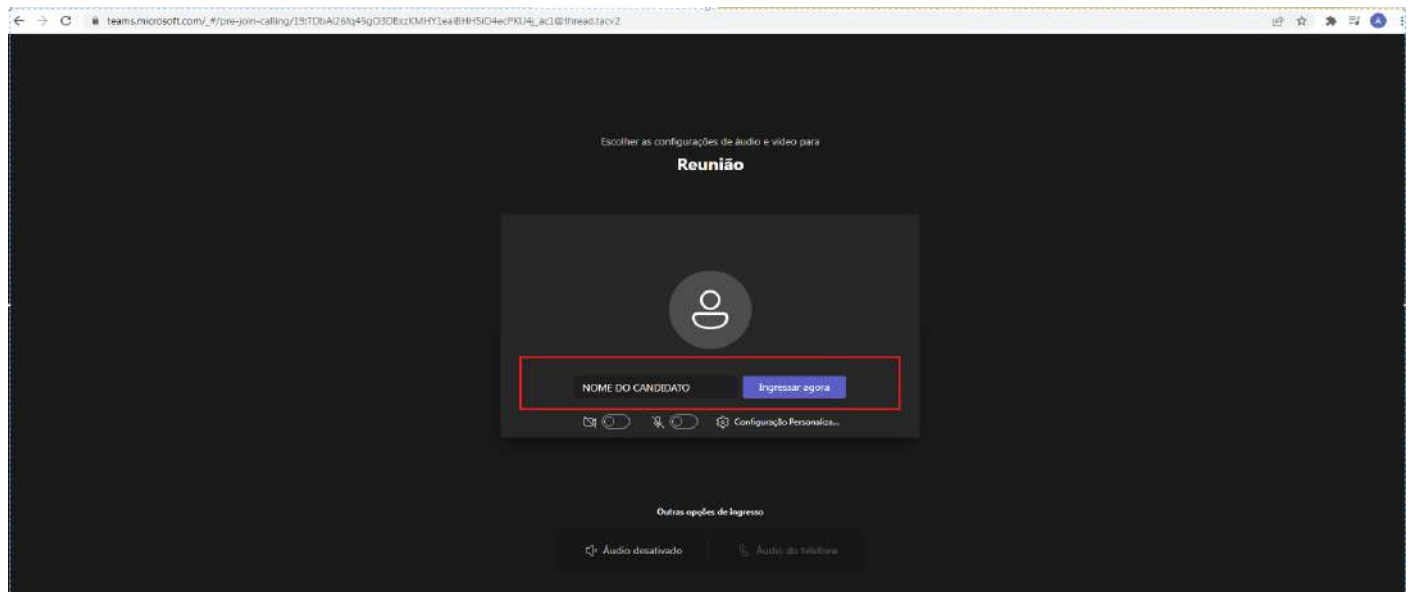 Escolher as configurações de áudio e vídeo para
Reunião
NOME DO CANDIDATO
Ingressar agora
Configuração Personaliza...
Outras opções de ingresso
Áudio desativado
Áudio do telefone
A